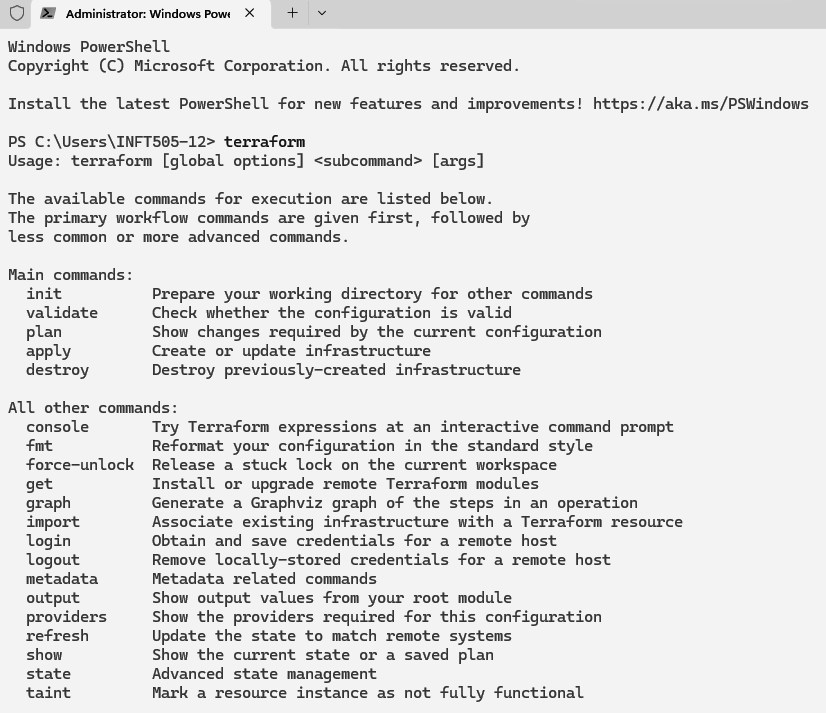 Administrator: Windows Powe
Windows PowerShell
Copyright (C) Microsoft Corporation. All rights reserved.
Install the latest PowerShell for new features and improvements! https://aka.ms/PSWindows
PS C:\Users\INFT505-12> terraform
Usage: terraform [global options] <subcommand> [args]
The available commands for execution are listed below.
The primary workflow commands are given first, followed by
less common or more advanced commands.
Main commands:
  init          Prepare your working directory for other commands
  validate      Check whether the configuration is valid
  plan          Show changes required by the current configuration
  apply         Create or update infrastructure
  destroy       Destroy previously-created infrastructure
All other commands:
  console       Try Terraform expressions at an interactive command prompt
  fmt           Reformat your configuration in the standard style
  force-unlock  Release a stuck lock on the current workspace
  get           Install or upgrade remote Terraform modules
  graph         Generate a Graphviz graph of the steps in an operation
  import        Associate existing infrastructure with a Terraform resource
  login         Obtain and save credentials for a remote host
  logout        Remove locally-stored credentials for a remote host
  metadata      Metadata related commands
  output        Show output values from your root module
  providers     Show the providers required for this configuration
  refresh       Update the state to match remote systems
  show          Show the current state or a saved plan
  state         Advanced state management
  taint         Mark a resource instance as not fully functional